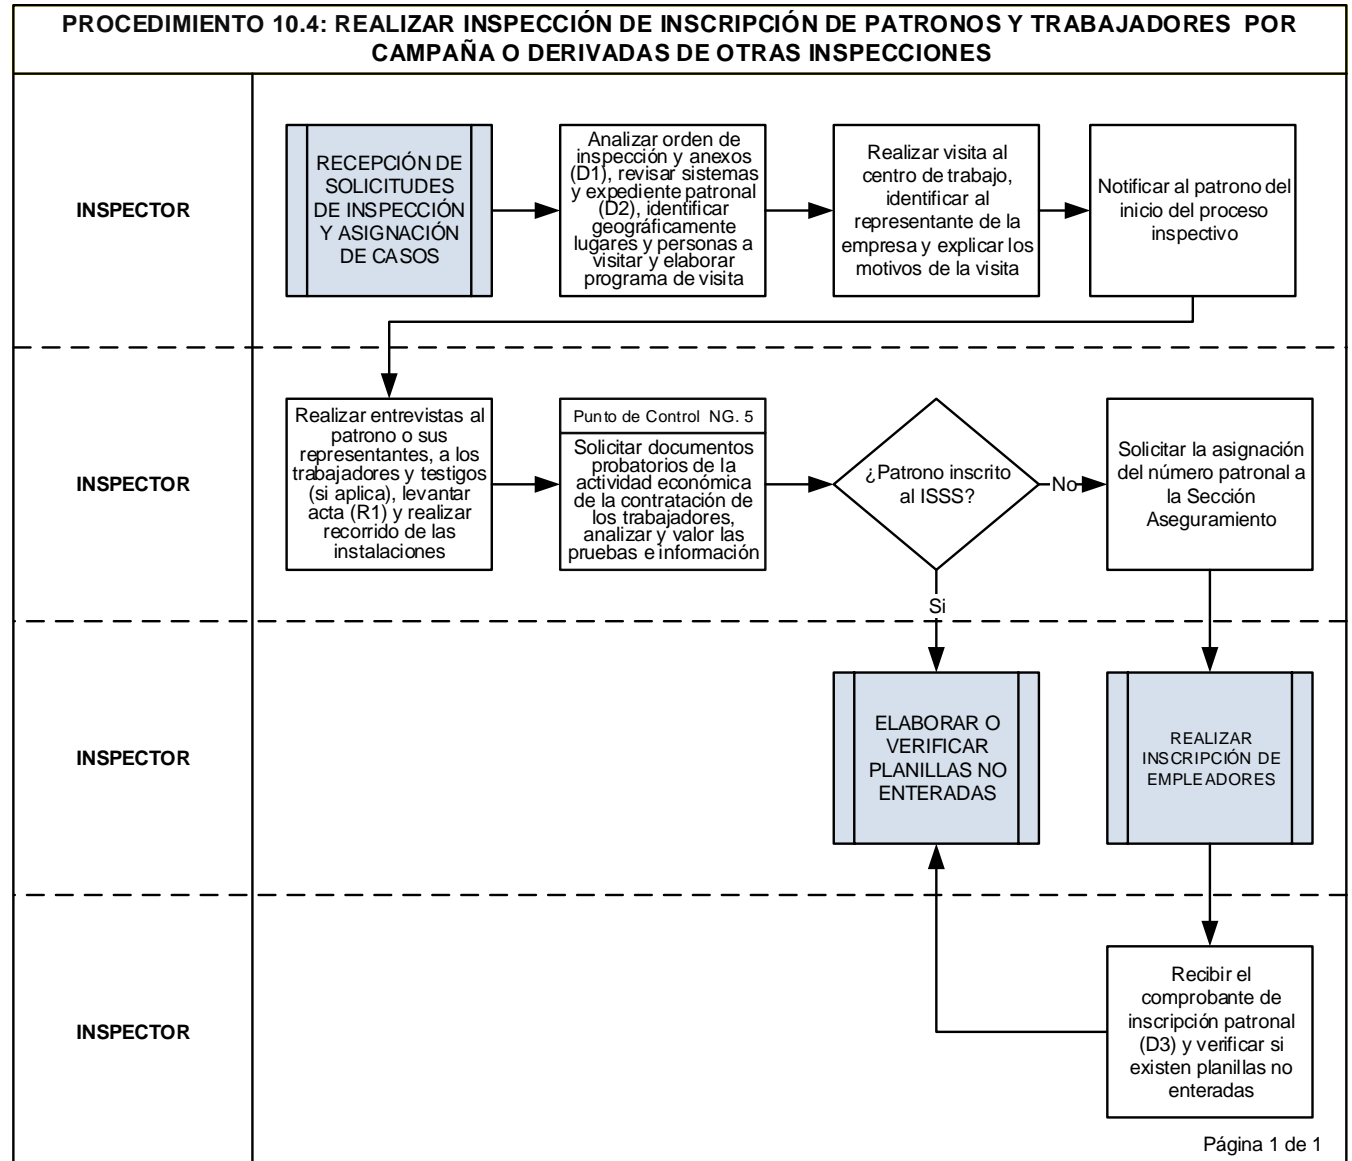 PROCEDIMIENTO 10.4: REALIZAR INSPECCIÓN DE INSCRIPCIÓN DE PATRONOS Y TRABAJADORES POR
CAMPAÑA O DERIVADAS DE OTRAS INSPECCIONES
INSPECTOR
RECEPCIÓN DE
SOLICITUDES
DE INSPECCIÓN
Y ASIGNACIÓN
DE CASOS
Analizar orden de
inspección y anexos
(D1), revisar sistemas
y expediente patronal
(D2), identificar
geográficamente
lugares y personas a
visitar y elaborar
programa de visita
Realizar visita al
centro de trabajo,
identificar al
representante de la
empresa y explicar los
motivos de la visita
Notificar al patrono del
inicio del proceso
inspectivo
INSPECTOR
Realizar entrevistas al
patrono o sus
representantes, a los
trabajadores y testigos
(si aplica), levantar
acta (R1) y realizar
recorrido de las
instalaciones
Punto de Control NG. 5
Solicitar documentos
probatorios de la
actividad económica
de la contratación de
los trabajadores,
analizar y valor las
pruebas e información
¿Patrono inscrito
al ISSS?
No
Si
Solicitar la asignación
del número patronal a
la Sección
Aseguramiento
INSPECTOR
ELABORAR O
VERIFICAR
PLANILLAS NO
ENTERADAS
REALIZAR
INSCRIPCIÓN DE
EMPLEADORES
INSPECTOR
Recibir el
comprobante de
inscripción patronal
(D3) y verificar si
existen planillas no
enteradas
Página 1 de 1